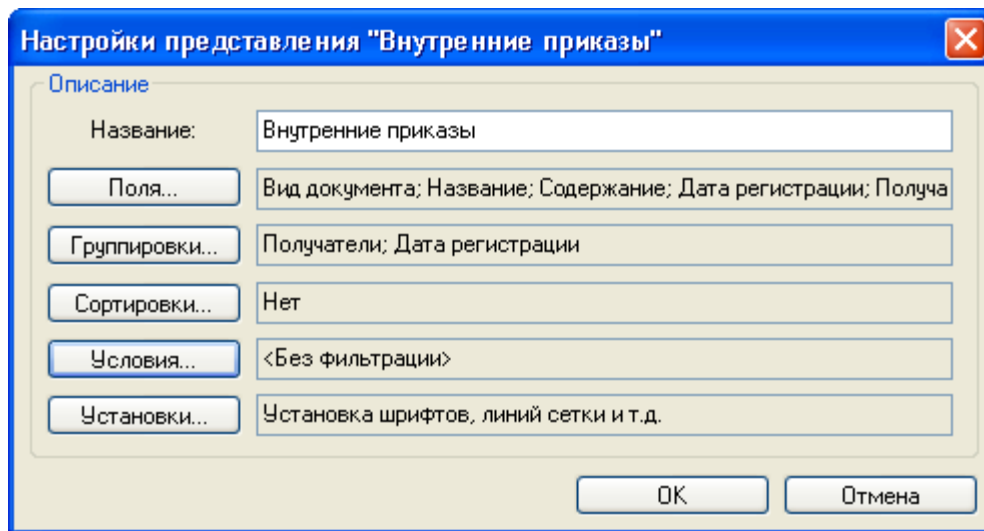 Настройки представления "Внутренние приказы"
Описание
Название: Внутренние приказы
Поля... Вид документа; Название; Содержание; Дата регистрации; Получа
Группировки... Получатели; Дата регистрации
Сортировки... Нет
Условия... <Без фильтрации>
Установки... Установка шрифтов, линий сетки и т.д.
OK Отмена